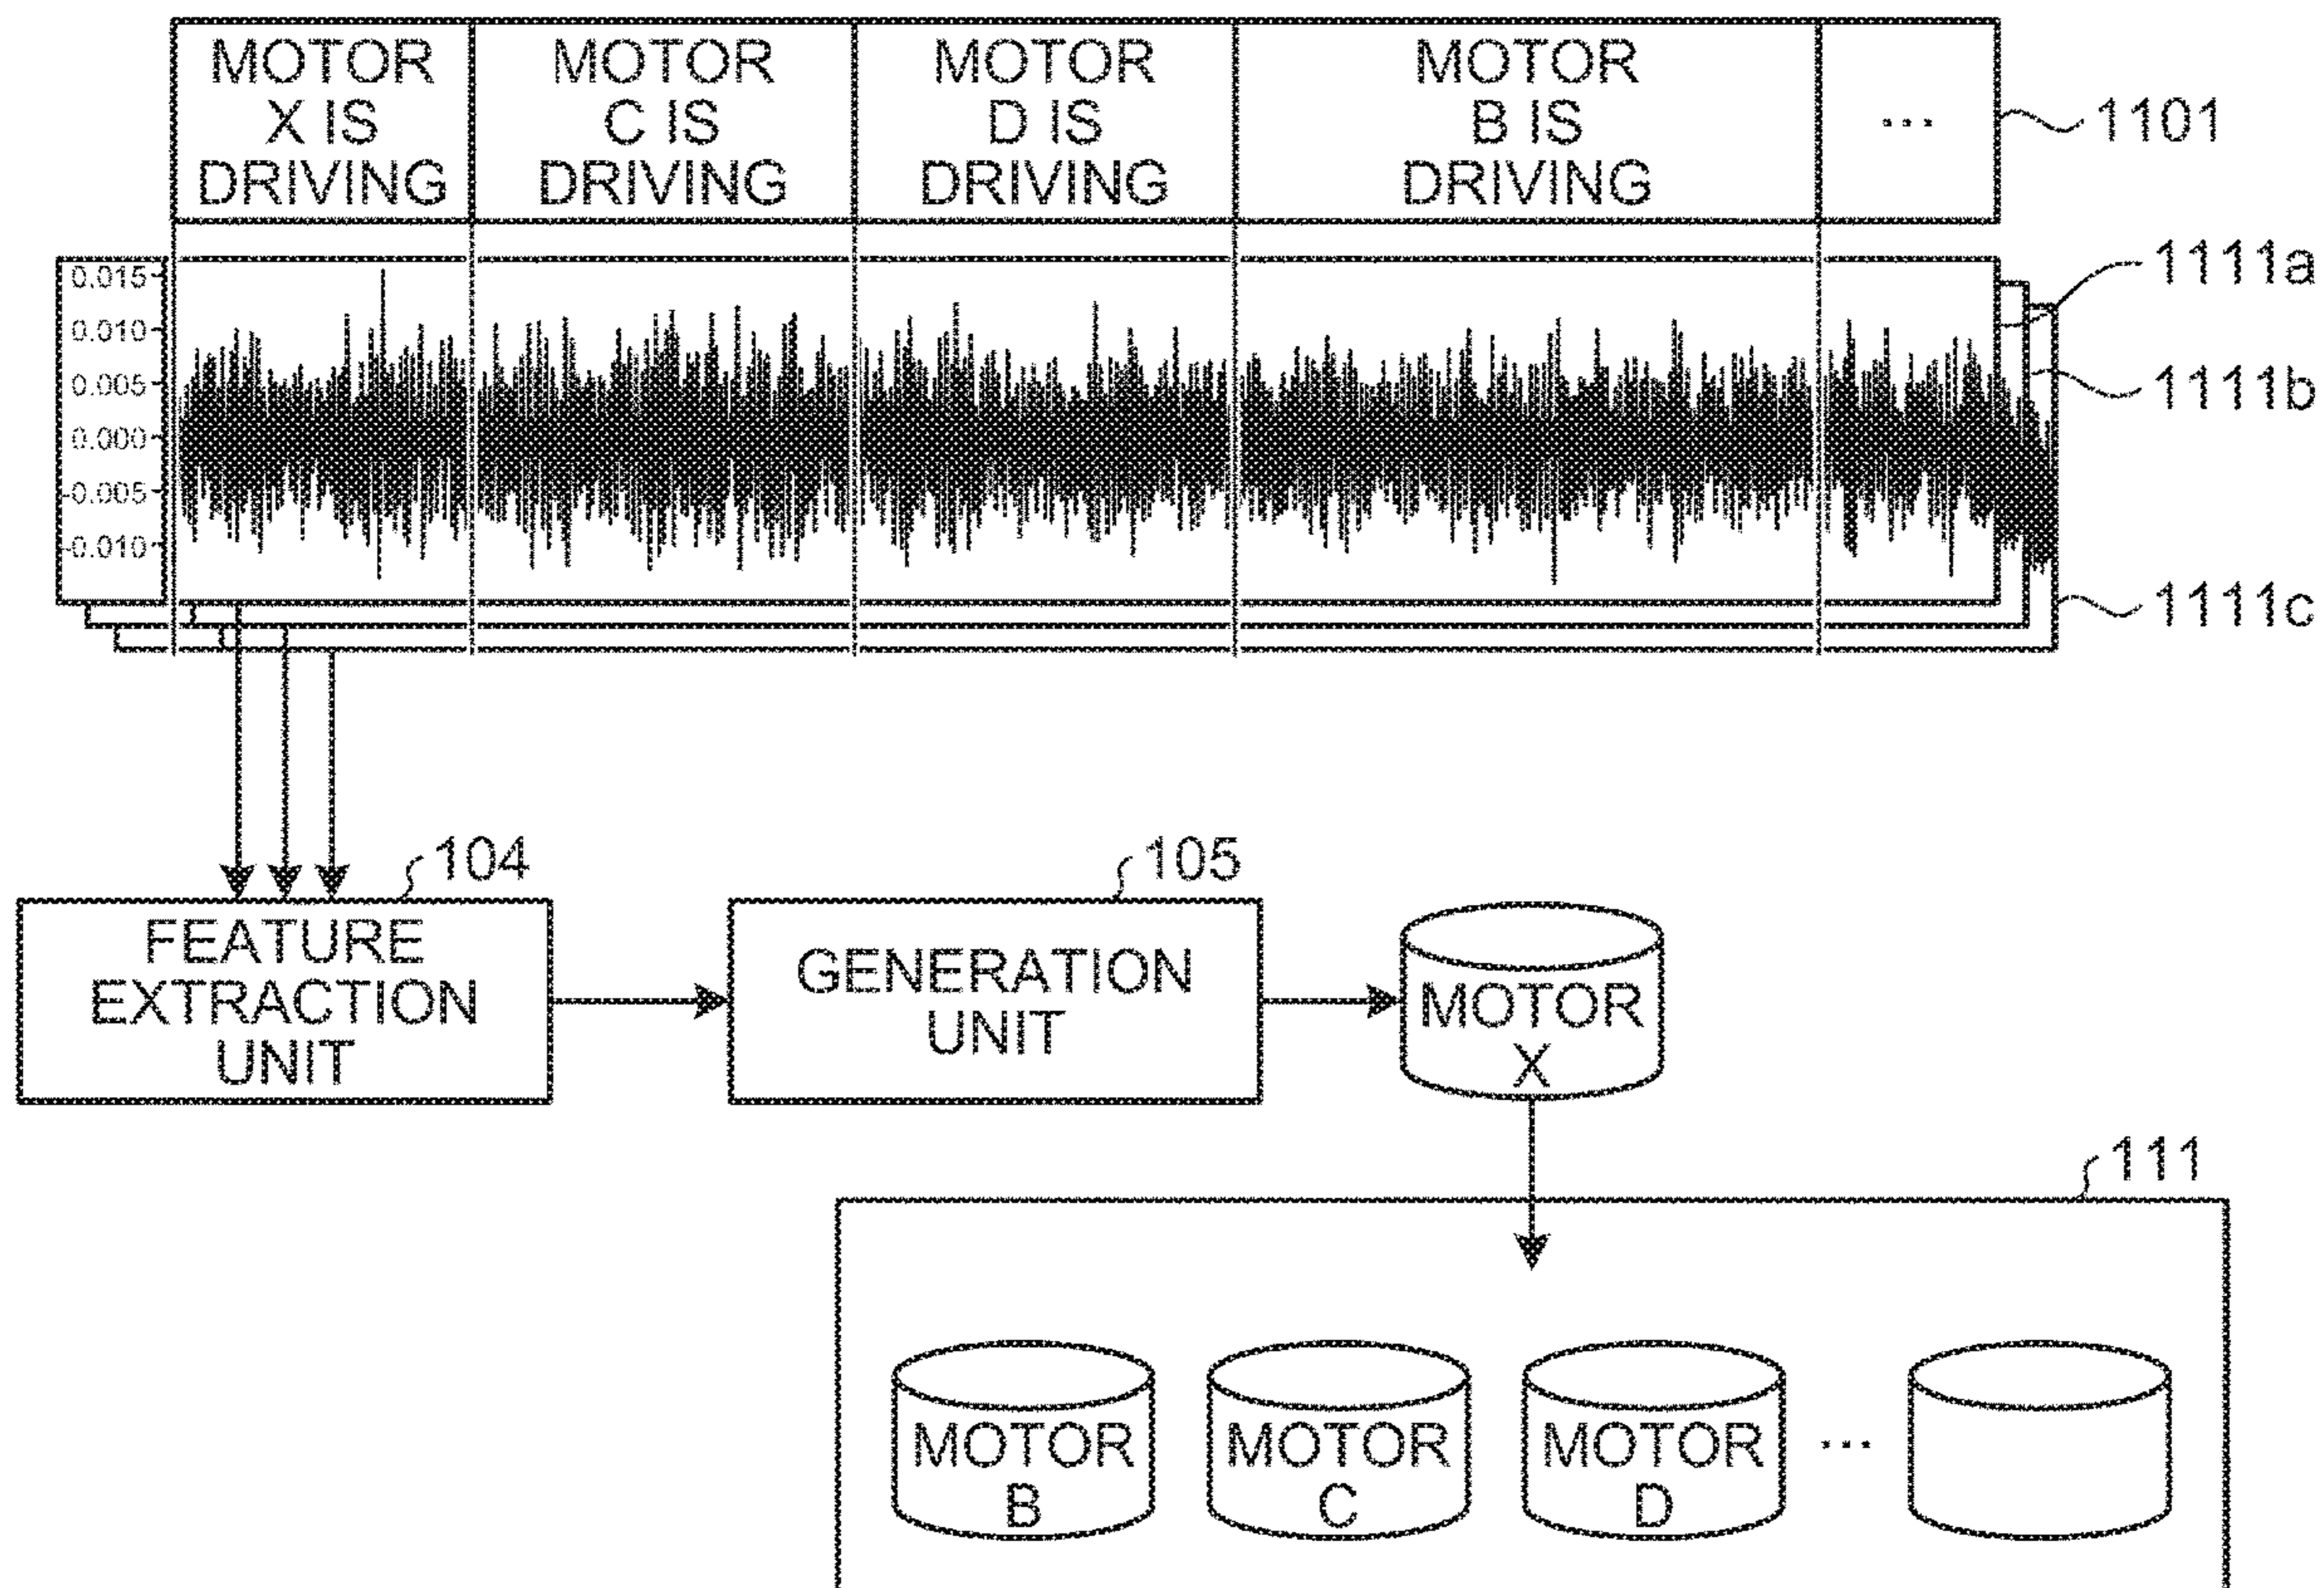 MOTOR
X IS
DRIVING
MOTOR
C IS
DRIVING
MOTOR
D IS
DRIVING
MOTOR
B IS
DRIVING
...
1101
0.015
0.010
0.005
0.000
-0.005
-0.010
1111a
1111b
1111c
104
FEATURE
EXTRACTION
UNIT
105
GENERATION
UNIT
MOTOR
X
111
MOTOR
B
MOTOR
C
MOTOR
D
...